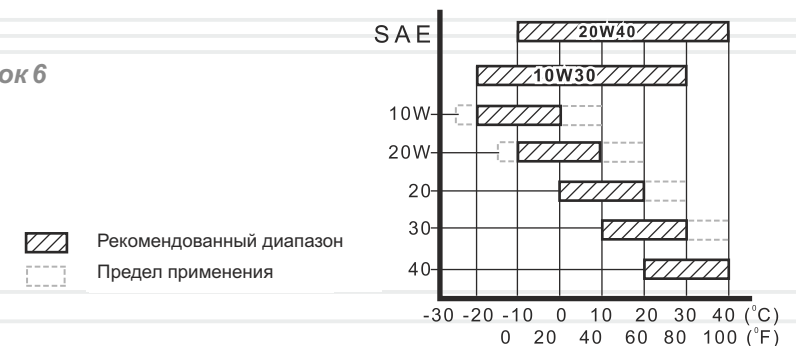 SAE
20W40
ок 6
10W30
10W
20W
20
30
Рекомендованный диапазон
Предел применения
40
-30 -20 -10 0 10 20 30 40 (°C)
0 20 40 60 80 100 (°F)